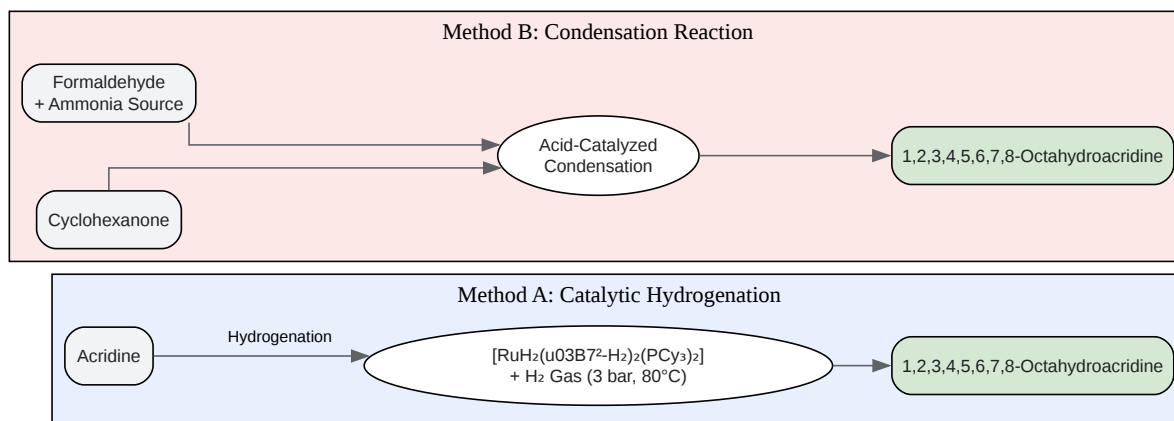 Method B: Condensation Reaction
Formaldehyde
+ Ammonia Source
Acid-Catalyzed
Condensation
1,2,3,4,5,6,7,8-Octahydroacridine
Cyclohexanone
Method A: Catalytic Hydrogenation
Acridine
Hydrogenation
[RuH₂(u03B7²-H₂)₂(PCy₃)₂]
+ H₂ Gas (3 bar, 80°C)
1,2,3,4,5,6,7,8-Octahydroacridine